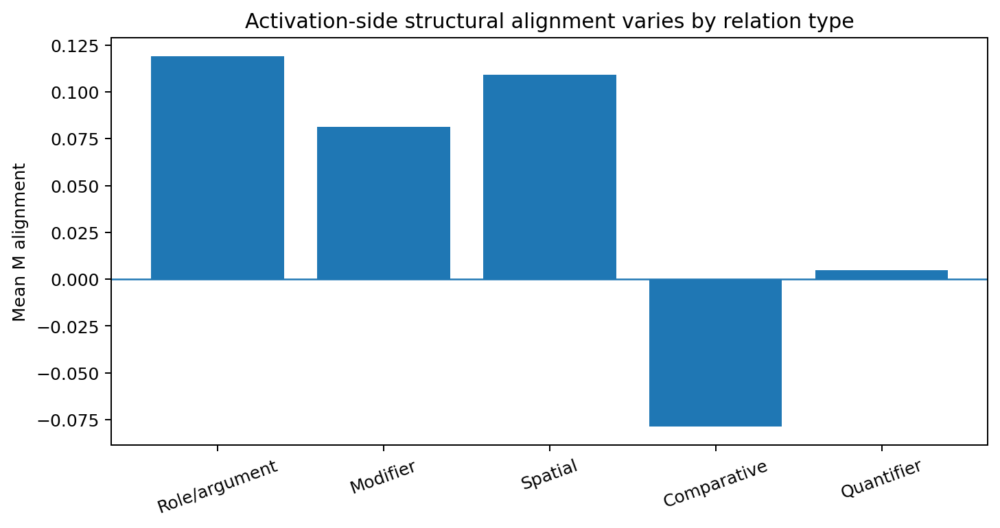 Activation-side structural alignment varies by relation type
Mean M alignment
0.125
0.100
0.075
0.050
0.025
0.000
−0.025
−0.050
−0.075
Role/argument
Modifier
Spatial
Comparative
Quantifier